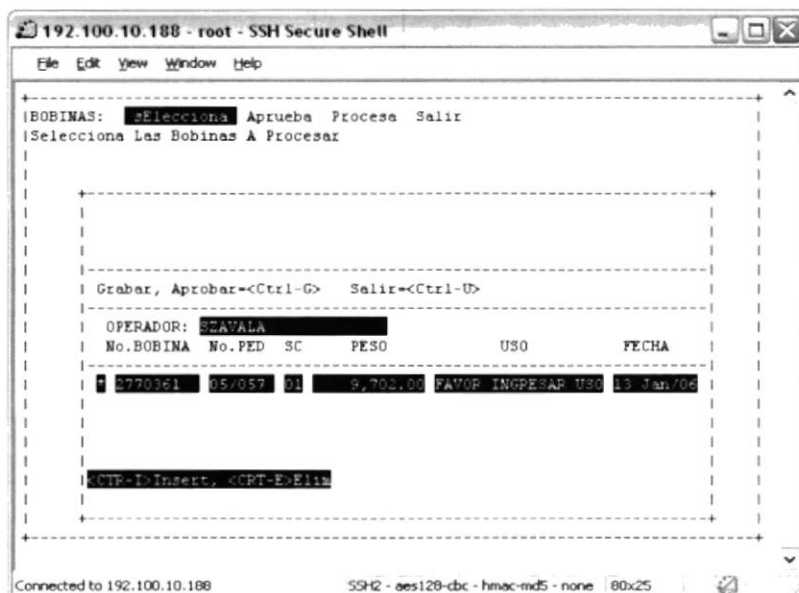 192.100.10.188 - root - SSH Secure Shell
File Edit View Window Help
BOBINAS: sElecciona Aprueba Procesa Salir
Selecciona Las Bobinas A Procesar
Grabar, Aprobar=<Ctrl-G> Salir=<Ctrl-U>
OPERADOR: SZAVALA
No.BOBINA No.PED SC PESO USO FECHA
* 2770361 05/057 01 9,702.00 FAVOR INGRESAR USO 13 Jan/06
<CTR-I>Insert, <CRT-E>Elim
Connected to 192.100.10.188 SSH2 - aes128-cbc - hmac-md5 - none 80x25